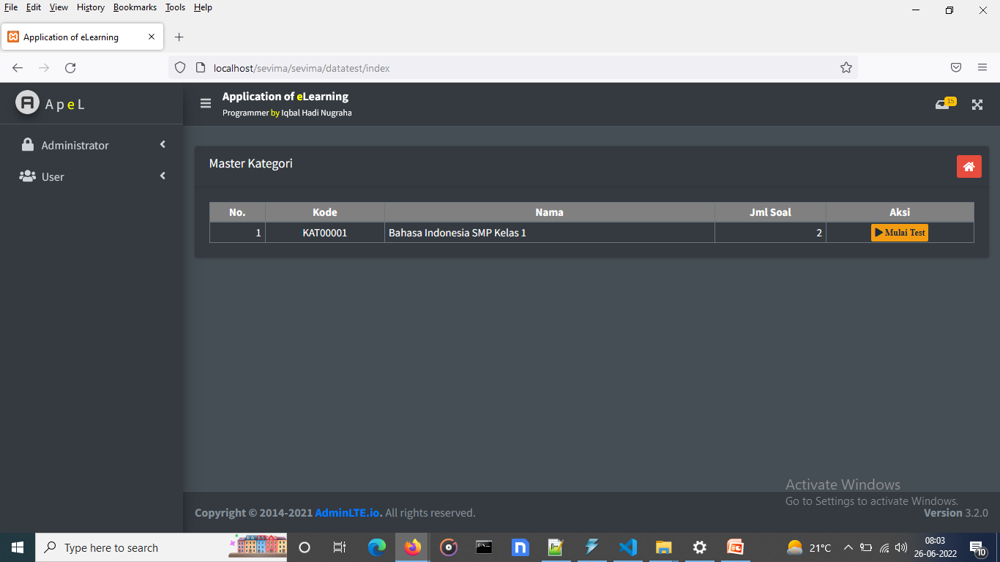 File Edit View History Bookmarks Tools Help
Application of eLearning
localhost/sevima/sevima/datatest/index
A p e L
Application of eLearning
Programmer by Iqbal Hadi Nugraha
15
Administrator
User
Master Kategori
No. Kode Nama Jml Soal Aksi
1 KAT00001 Bahasa Indonesia SMP Kelas 1 2 Mulai Test
Activate Windows
Go to Settings to activate Windows.
Copyright © 2014-2021 AdminLTE.io. All rights reserved.
Version 3.2.0
Type here to search
21°C
08:03
26-06-2022
10